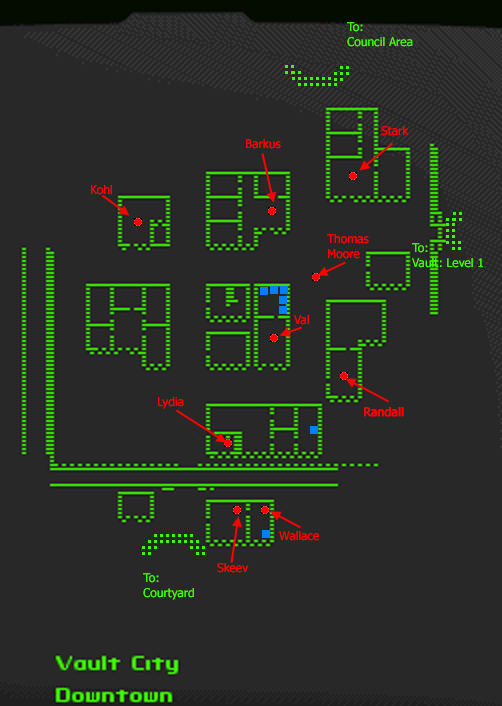 To:
Council Area
Stark
Barkus
Kohl
Thomas
Moore
To:
Vault: Level 1
Val
Lydia
Randall
Wallace
Skeev
To:
Courtyard
Vault City
Downtown